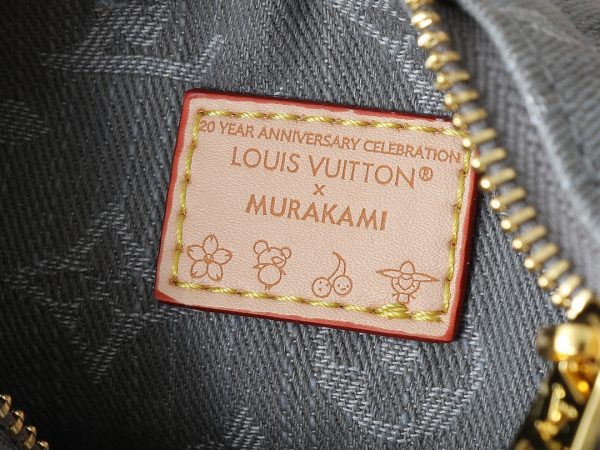 20 YEAR ANNIVERSARY CELEBRATION
LOUIS VUITTON®
x
MURAKAMI